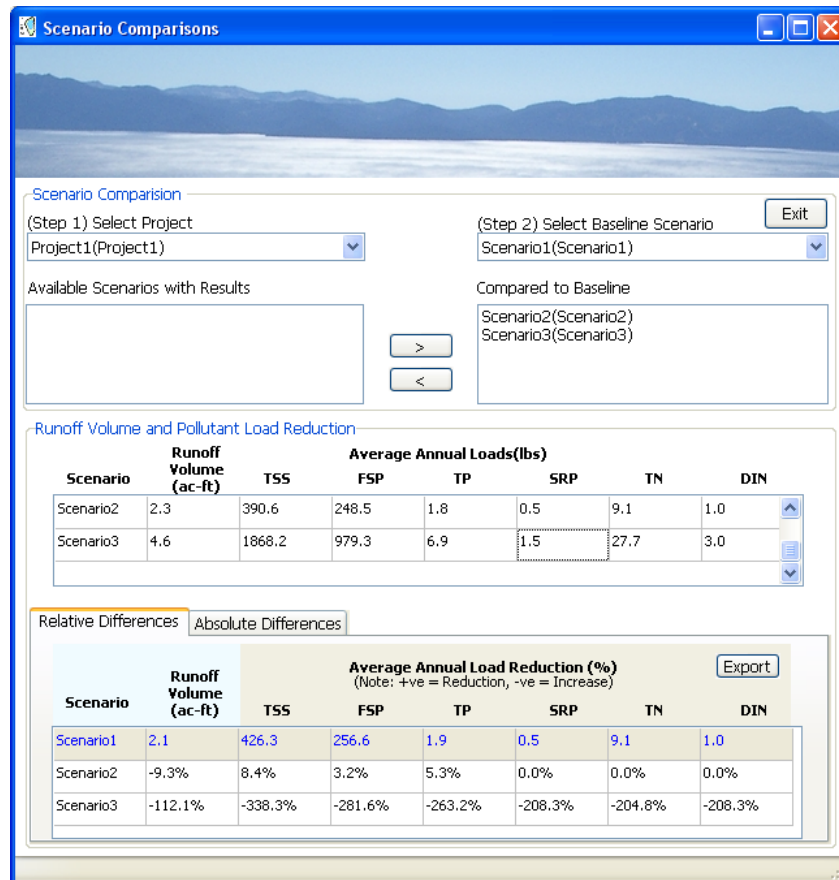 Scenario Comparisons
Scenario Comparision
Exit
(Step 1) Select Project
(Step 2) Select Baseline Scenario
Project1(Project1)
Scenario1(Scenario1)
Available Scenarios with Results
Compared to Baseline
Scenario2(Scenario2)
Scenario3(Scenario3)
>
<
Runoff Volume and Pollutant Load Reduction
Scenario
Runoff
Volume
(ac-ft)
Average Annual Loads(lbs)
TSS FSP TP SRP TN DIN
Scenario2 2.3 390.6 248.5 1.8 0.5 9.1 1.0
Scenario3 4.6 1868.2 979.3 6.9 1.5 27.7 3.0
Relative Differences Absolute Differences
Scenario
Runoff
Volume
(ac-ft)
Average Annual Load Reduction (%)
(Note: +ve = Reduction, -ve = Increase)
Export
TSS FSP TP SRP TN DIN
Scenario1 2.1 426.3 256.6 1.9 0.5 9.1 1.0
Scenario2 -9.3% 8.4% 3.2% 5.3% 0.0% 0.0% 0.0%
Scenario3 -112.1% -338.3% -281.6% -263.2% -208.3% -204.8% -208.3%